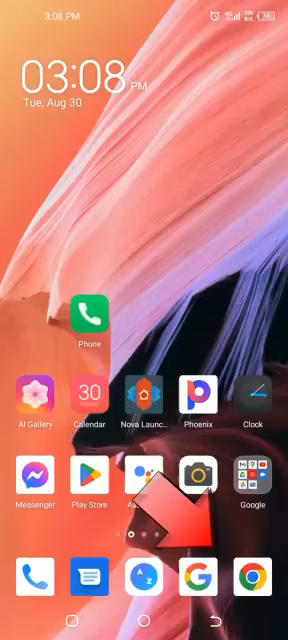 3:08 PM
03:08 PM
Tue, Aug 30
Phone
30
AI Gallery
Calendar
Nova Launc...
Phoenix
Clock
Messenger
Play Store
Google
A
Z